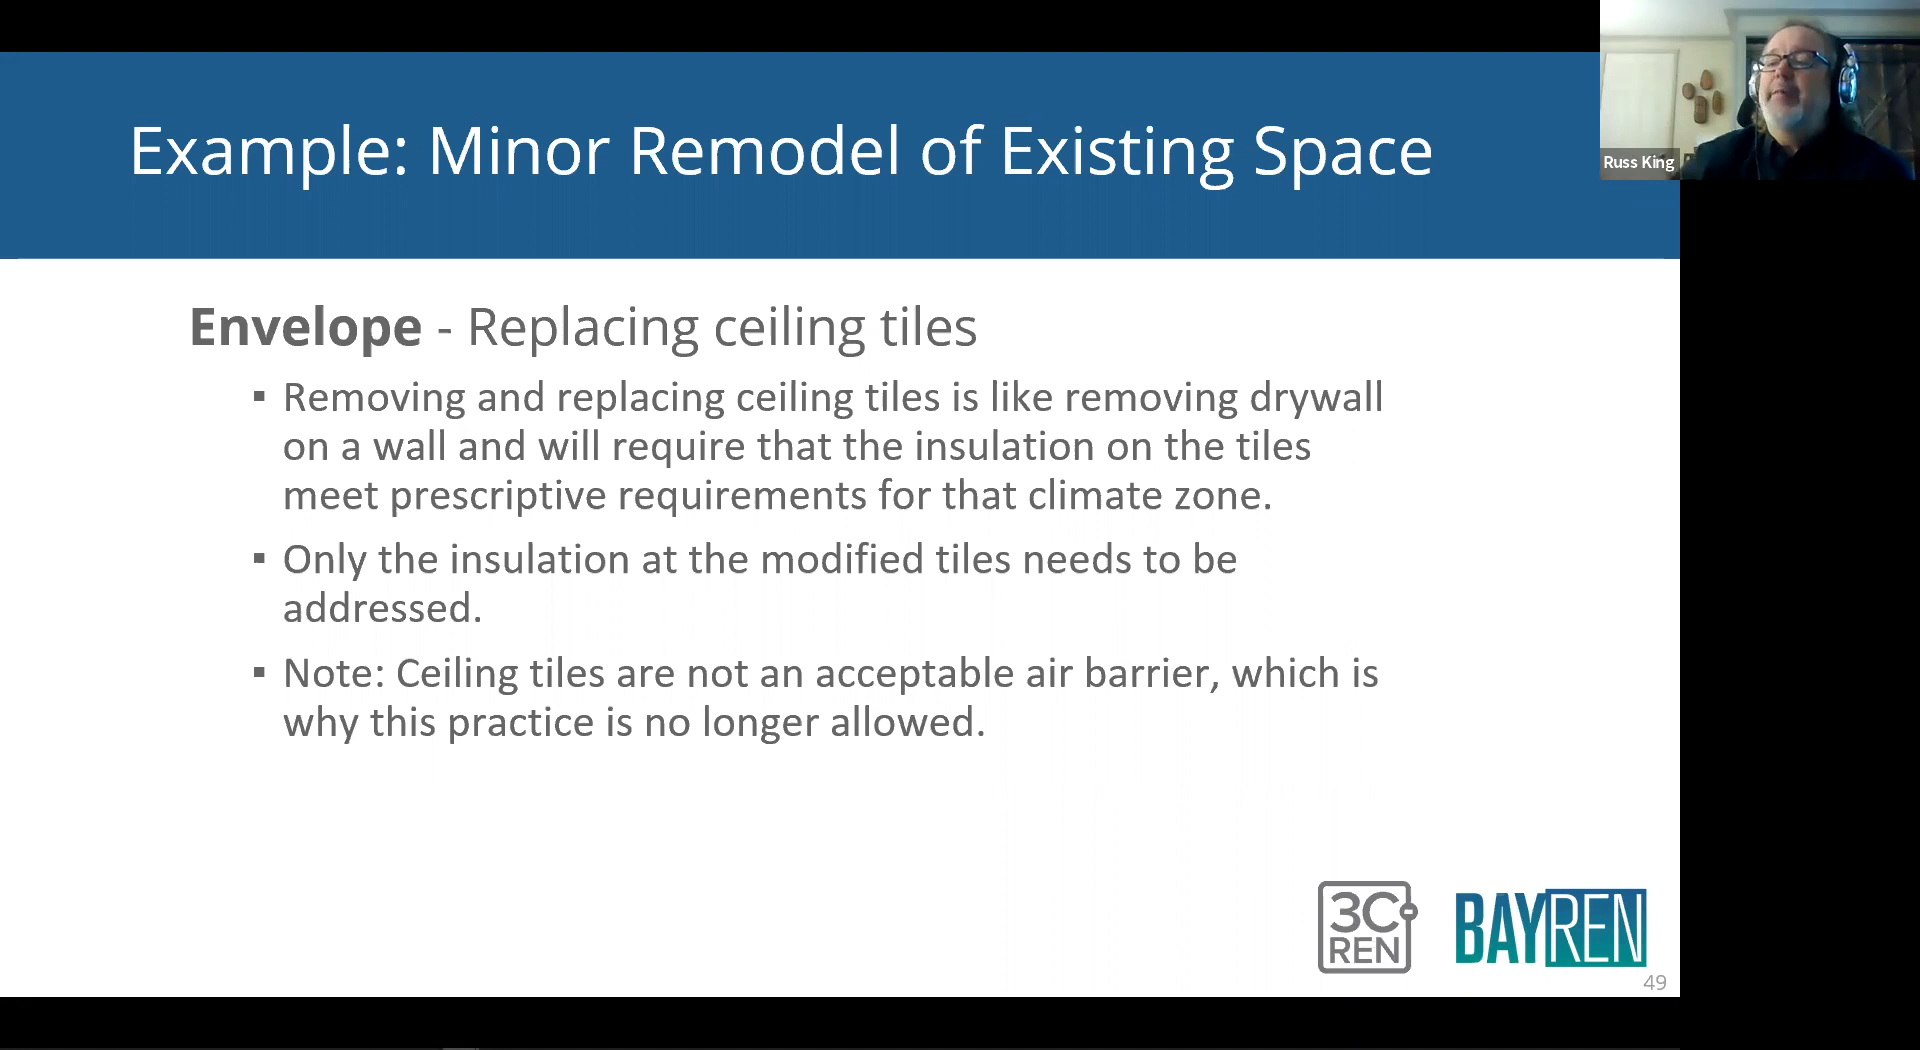 Example: Minor Remodel of Existing Space
Russ King
Envelope - Replacing ceiling tiles
▪ Removing and replacing ceiling tiles is like removing drywall
on a wall and will require that the insulation on the tiles
meet prescriptive requirements for that climate zone.
▪ Only the insulation at the modified tiles needs to be
addressed.
▪ Note: Ceiling tiles are not an acceptable air barrier, which is
why this practice is no longer allowed.
3C
REN
BAYREN
49